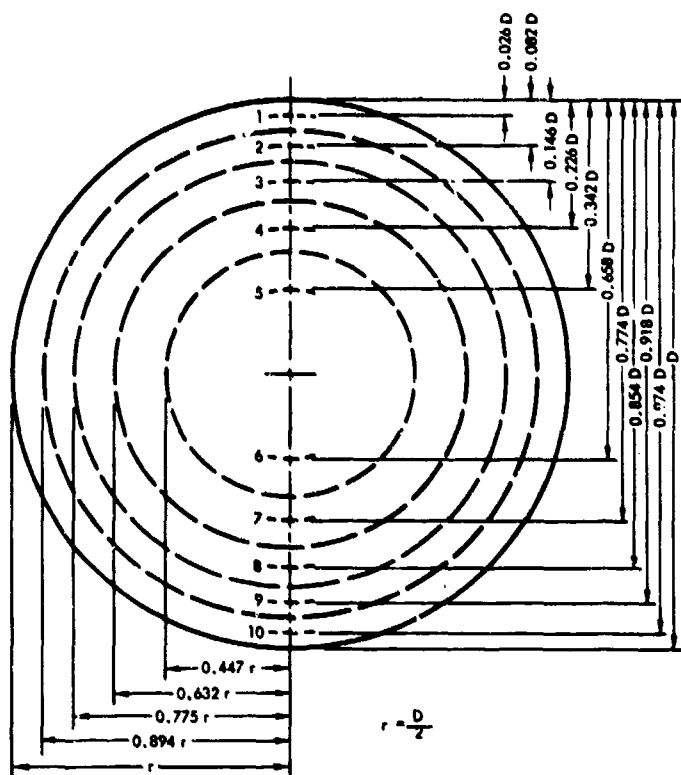 0.026 D
0.082 D
0.146 D
0.226 D
0.342 D
0.658 D
0.774 D
0.854 D
0.918 D
0.974 D
D
1
2
3
4
5
6
7
8
9
10
0.447 r
0.632 r
0.775 r
0.894 r
r
r = D
2